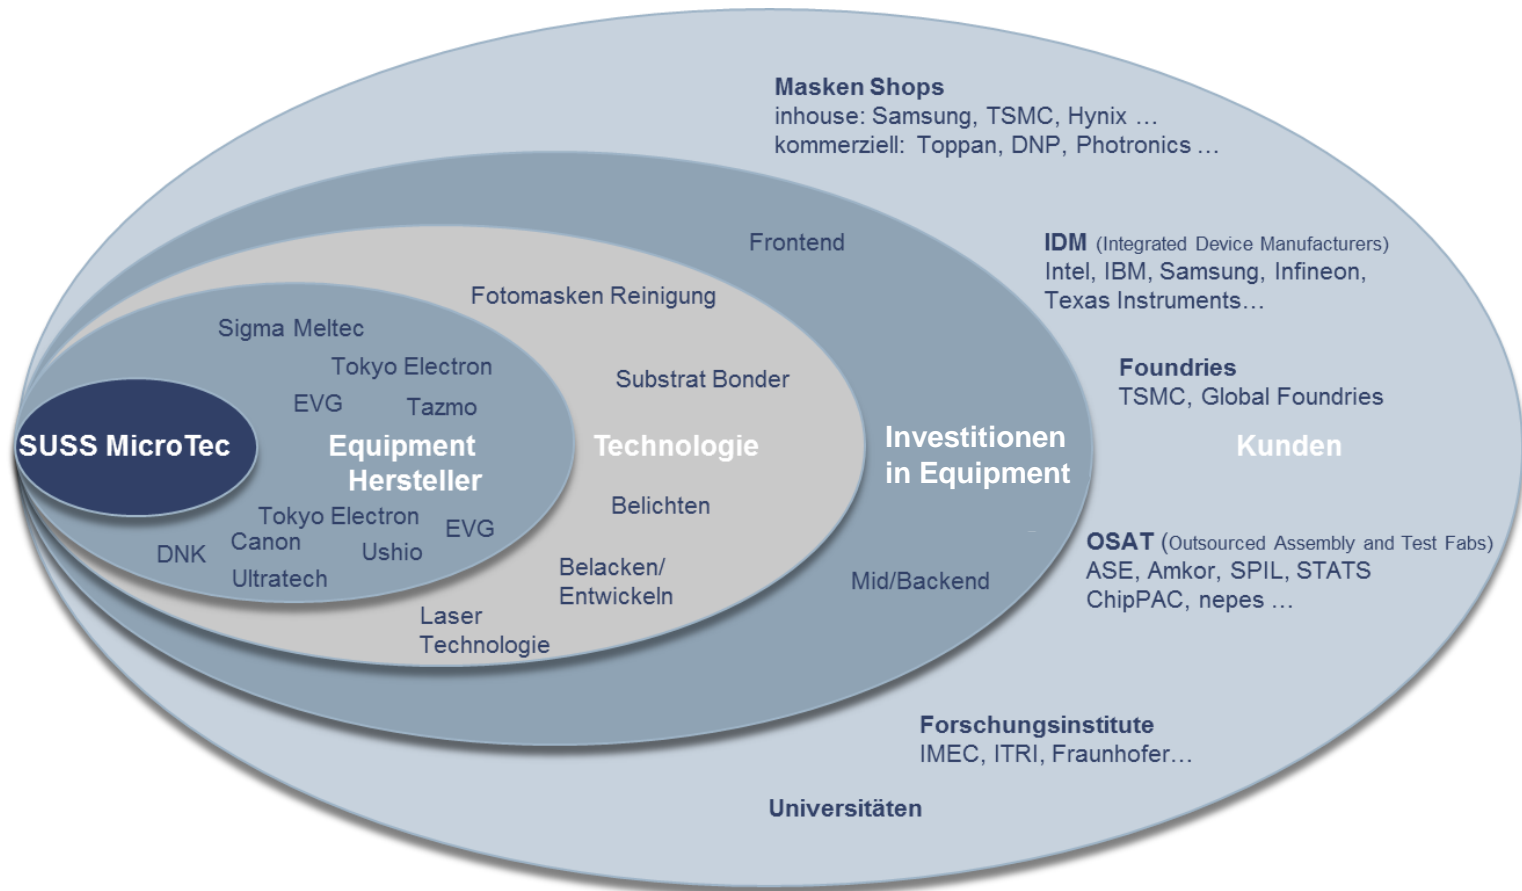 Masken Shops
inhouse: Samsung, TSMC, Hynix …
kommerziell: Toppan, DNP, Photronics …
Frontend
IDM (Integrated Device Manufacturers)
Intel, IBM, Samsung, Infineon,
Texas Instruments…
Fotomasken Reinigung
Sigma Meltec
Tokyo Electron
Substrat Bonder
Foundries
TSMC, Global Foundries
EVG
Tazmo
SUSS MicroTec
Equipment
Hersteller
Technologie
Investitionen
in Equipment
Kunden
Belichten
Tokyo Electron
EVG
Canon
DNK
Ushio
Ultratech
Belacken/
Entwickeln
Mid/Backend
OSAT (Outsourced Assembly and Test Fabs)
ASE, Amkor, SPIL, STATS
ChipPAC, nepes …
Laser
Technologie
Forschungsinstitute
IMEC, ITRI, Fraunhofer…
Universitäten